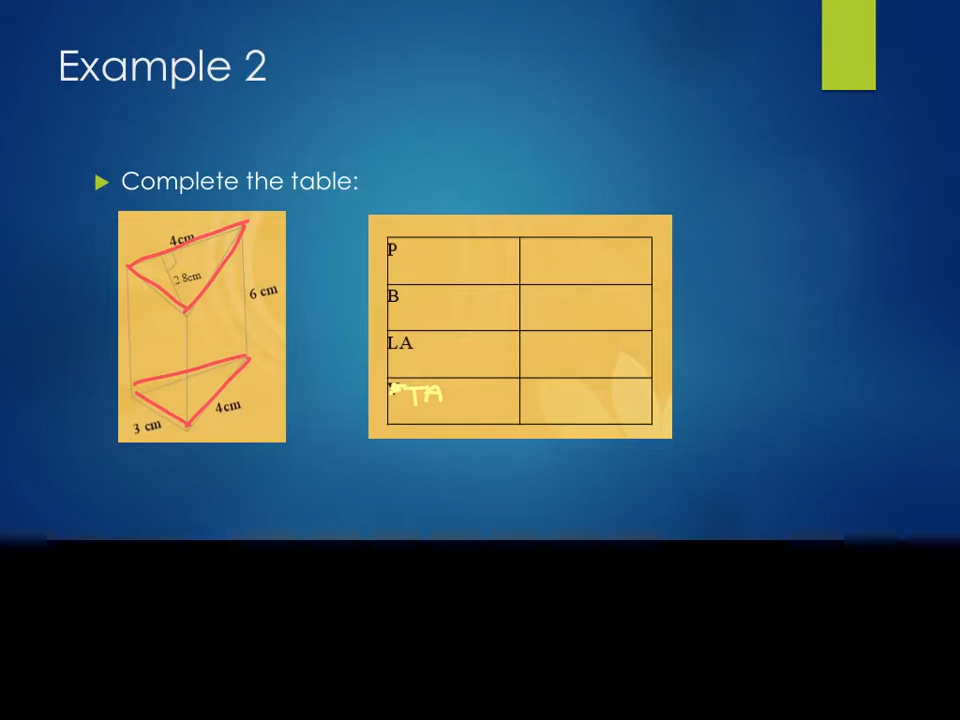 Example 2
Complete the table:
4cm
2.8cm
6 cm
4cm
3 cm
P
B
LA
TA